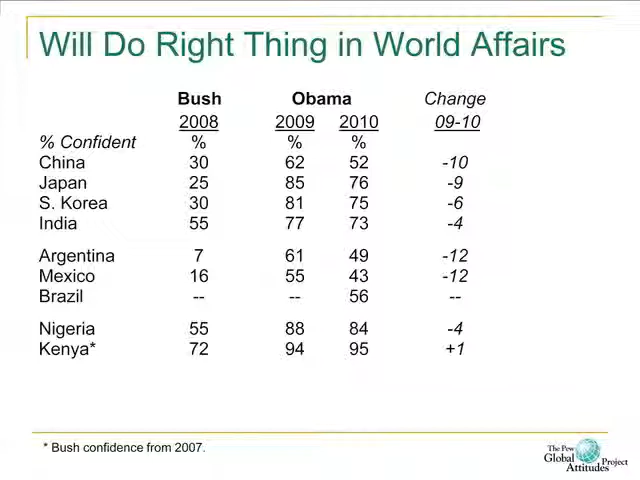 Will Do Right Thing in World Affairs
Bush Obama Change
2008 2009 2010 09-10
% Confident % % %
China 30 62 52 -10
Japan 25 85 76 -9
S. Korea 30 81 75 -6
India 55 77 73 -4
Argentina 7 61 49 -12
Mexico 16 55 43 -12
Brazil -- -- 56 --
Nigeria 55 88 84 -4
Kenya* 72 94 95 +1
* Bush confidence from 2007.
The Pew
Global
Attitudes Project